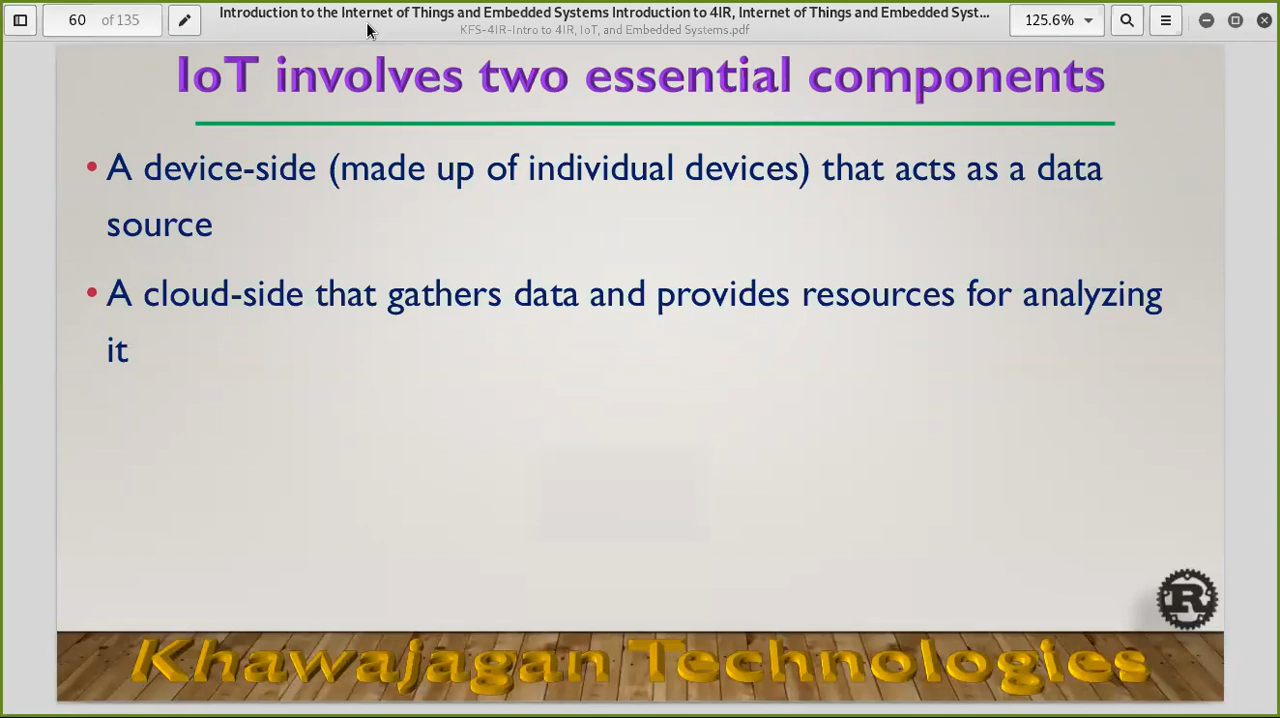 60 of 135
Introduction to the Internet of Things and Embedded Systems Introduction to 4IR, Internet of Things and Embedded Syst...
KFS-4IR-Intro to 4IR, IoT, and Embedded Systems.pdf
125.6%
IoT involves two essential components
• A device-side (made up of individual devices) that acts as a data
source
• A cloud-side that gathers data and provides resources for analyzing
it
R
Khawajagan Technologies